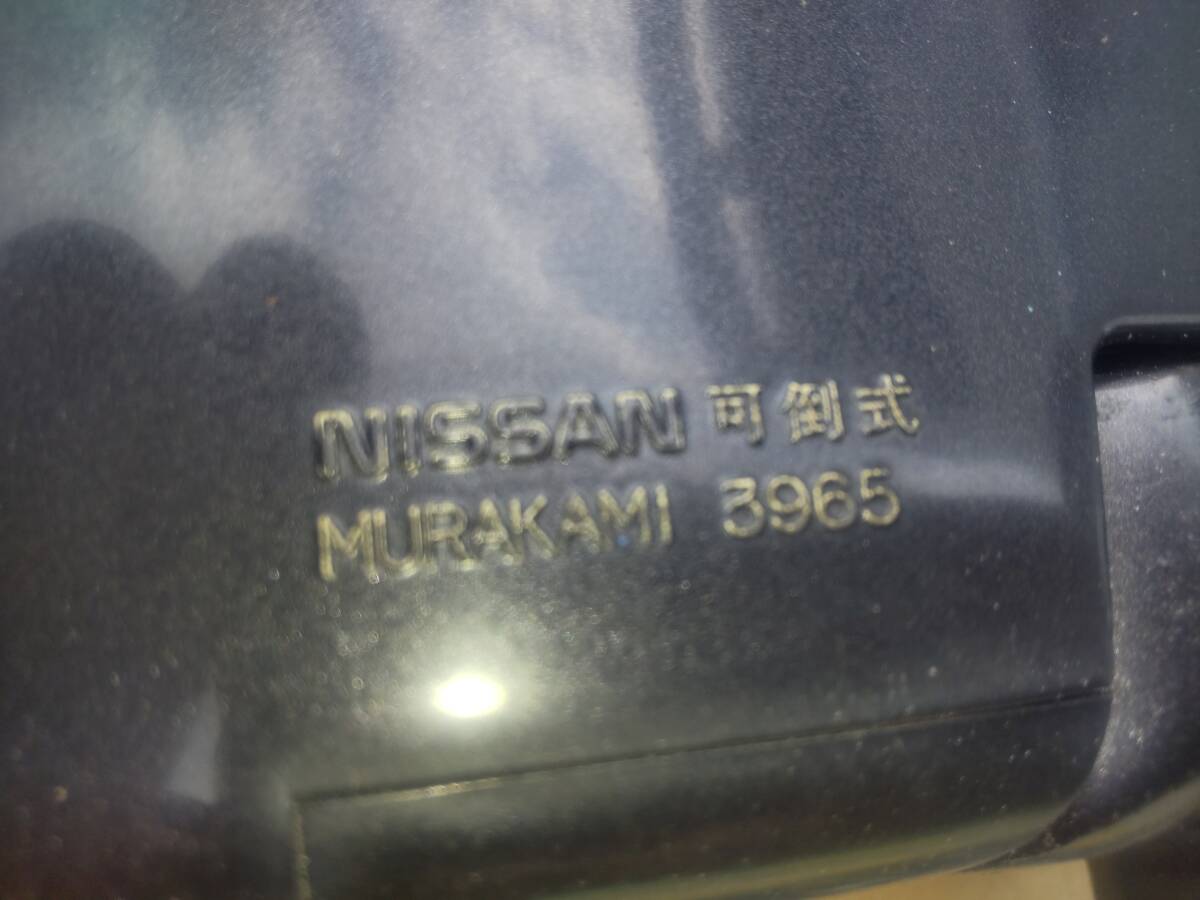 NISSAN 可倒式
MURAKAMI 3965